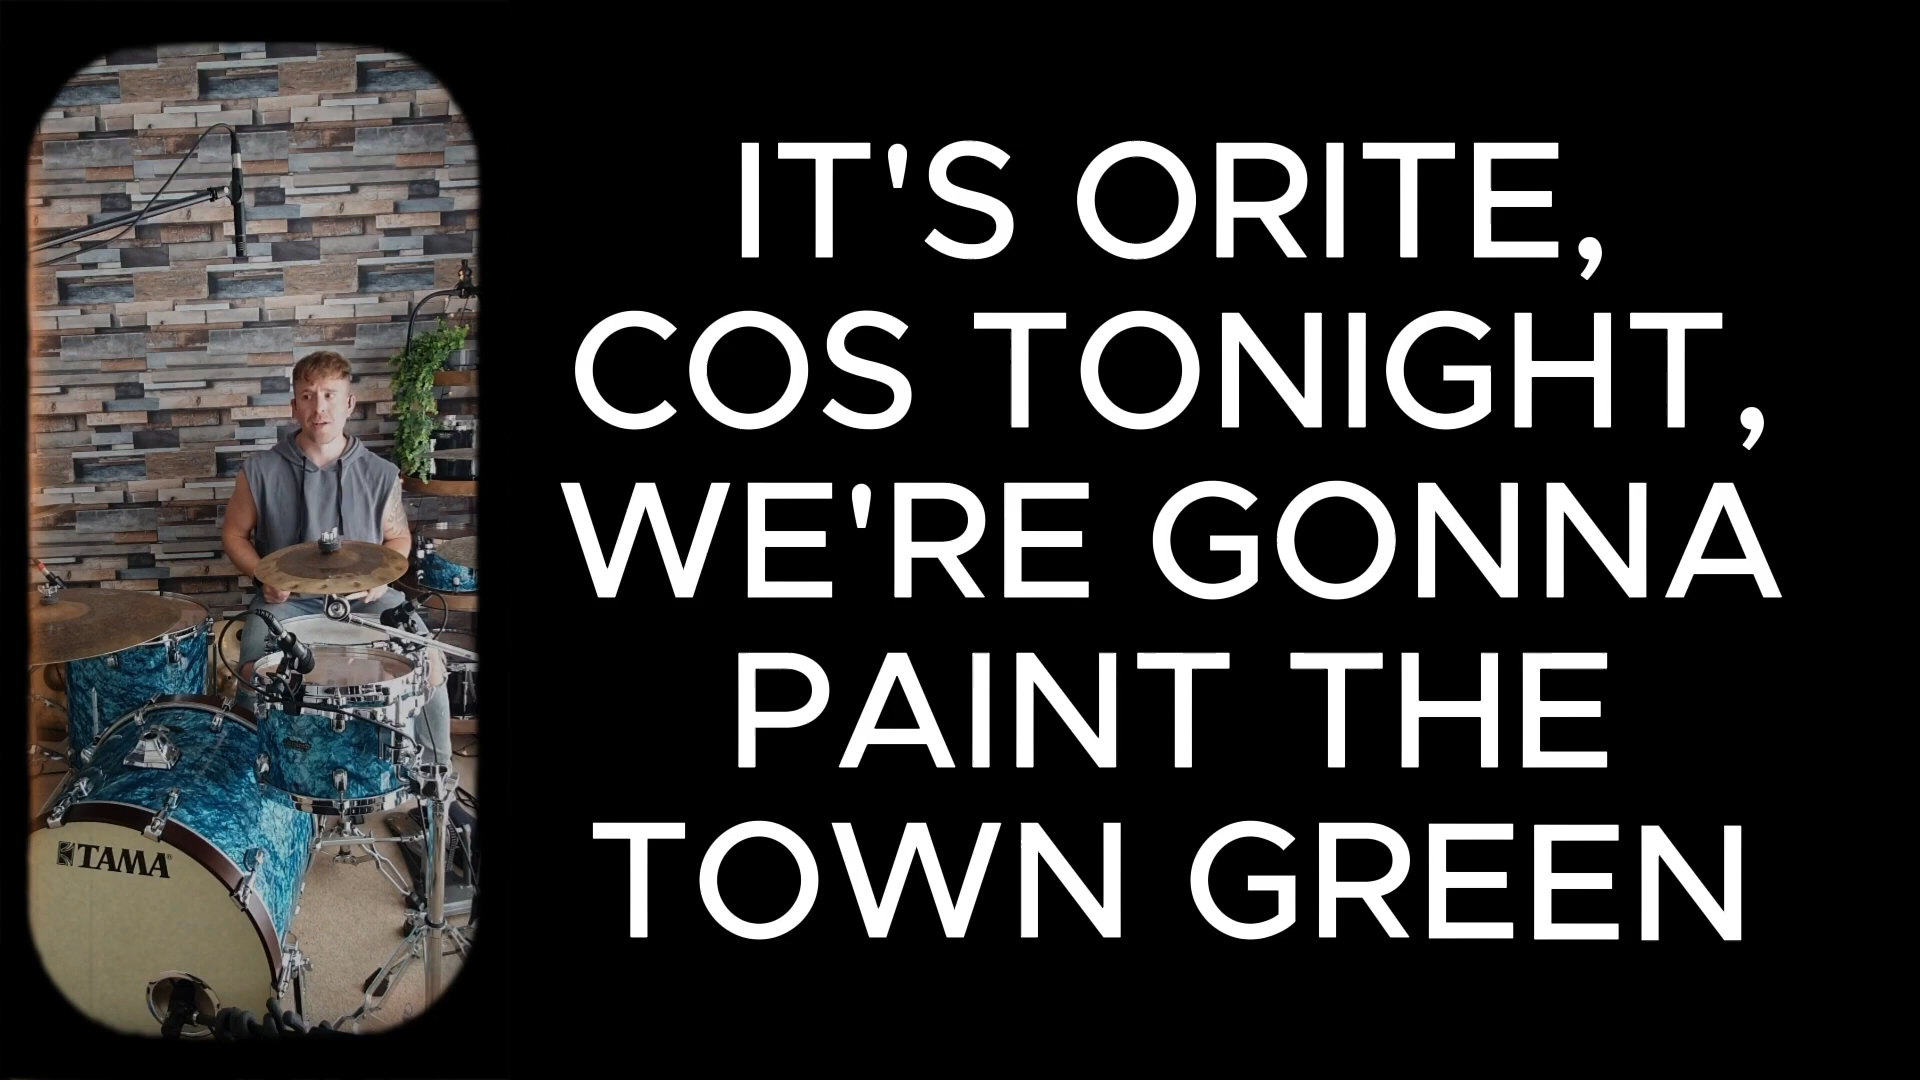 IT'S ORITE,
COS TONIGHT,
WE'RE GONNA
PAINT THE
TOWN GREEN
TAMA